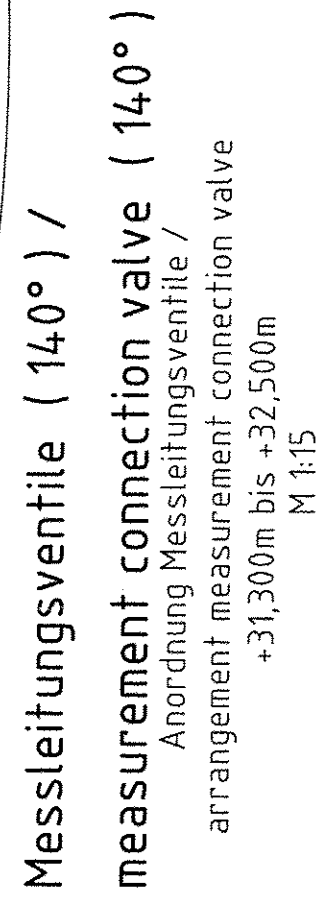 Messleitungsventile ( 140° ) /
measurement connection valve ( 140° )
Anordnung Messleitungsventile /
arrangement measurement connection valve
+31,300m bis +32,500m
M 1:15